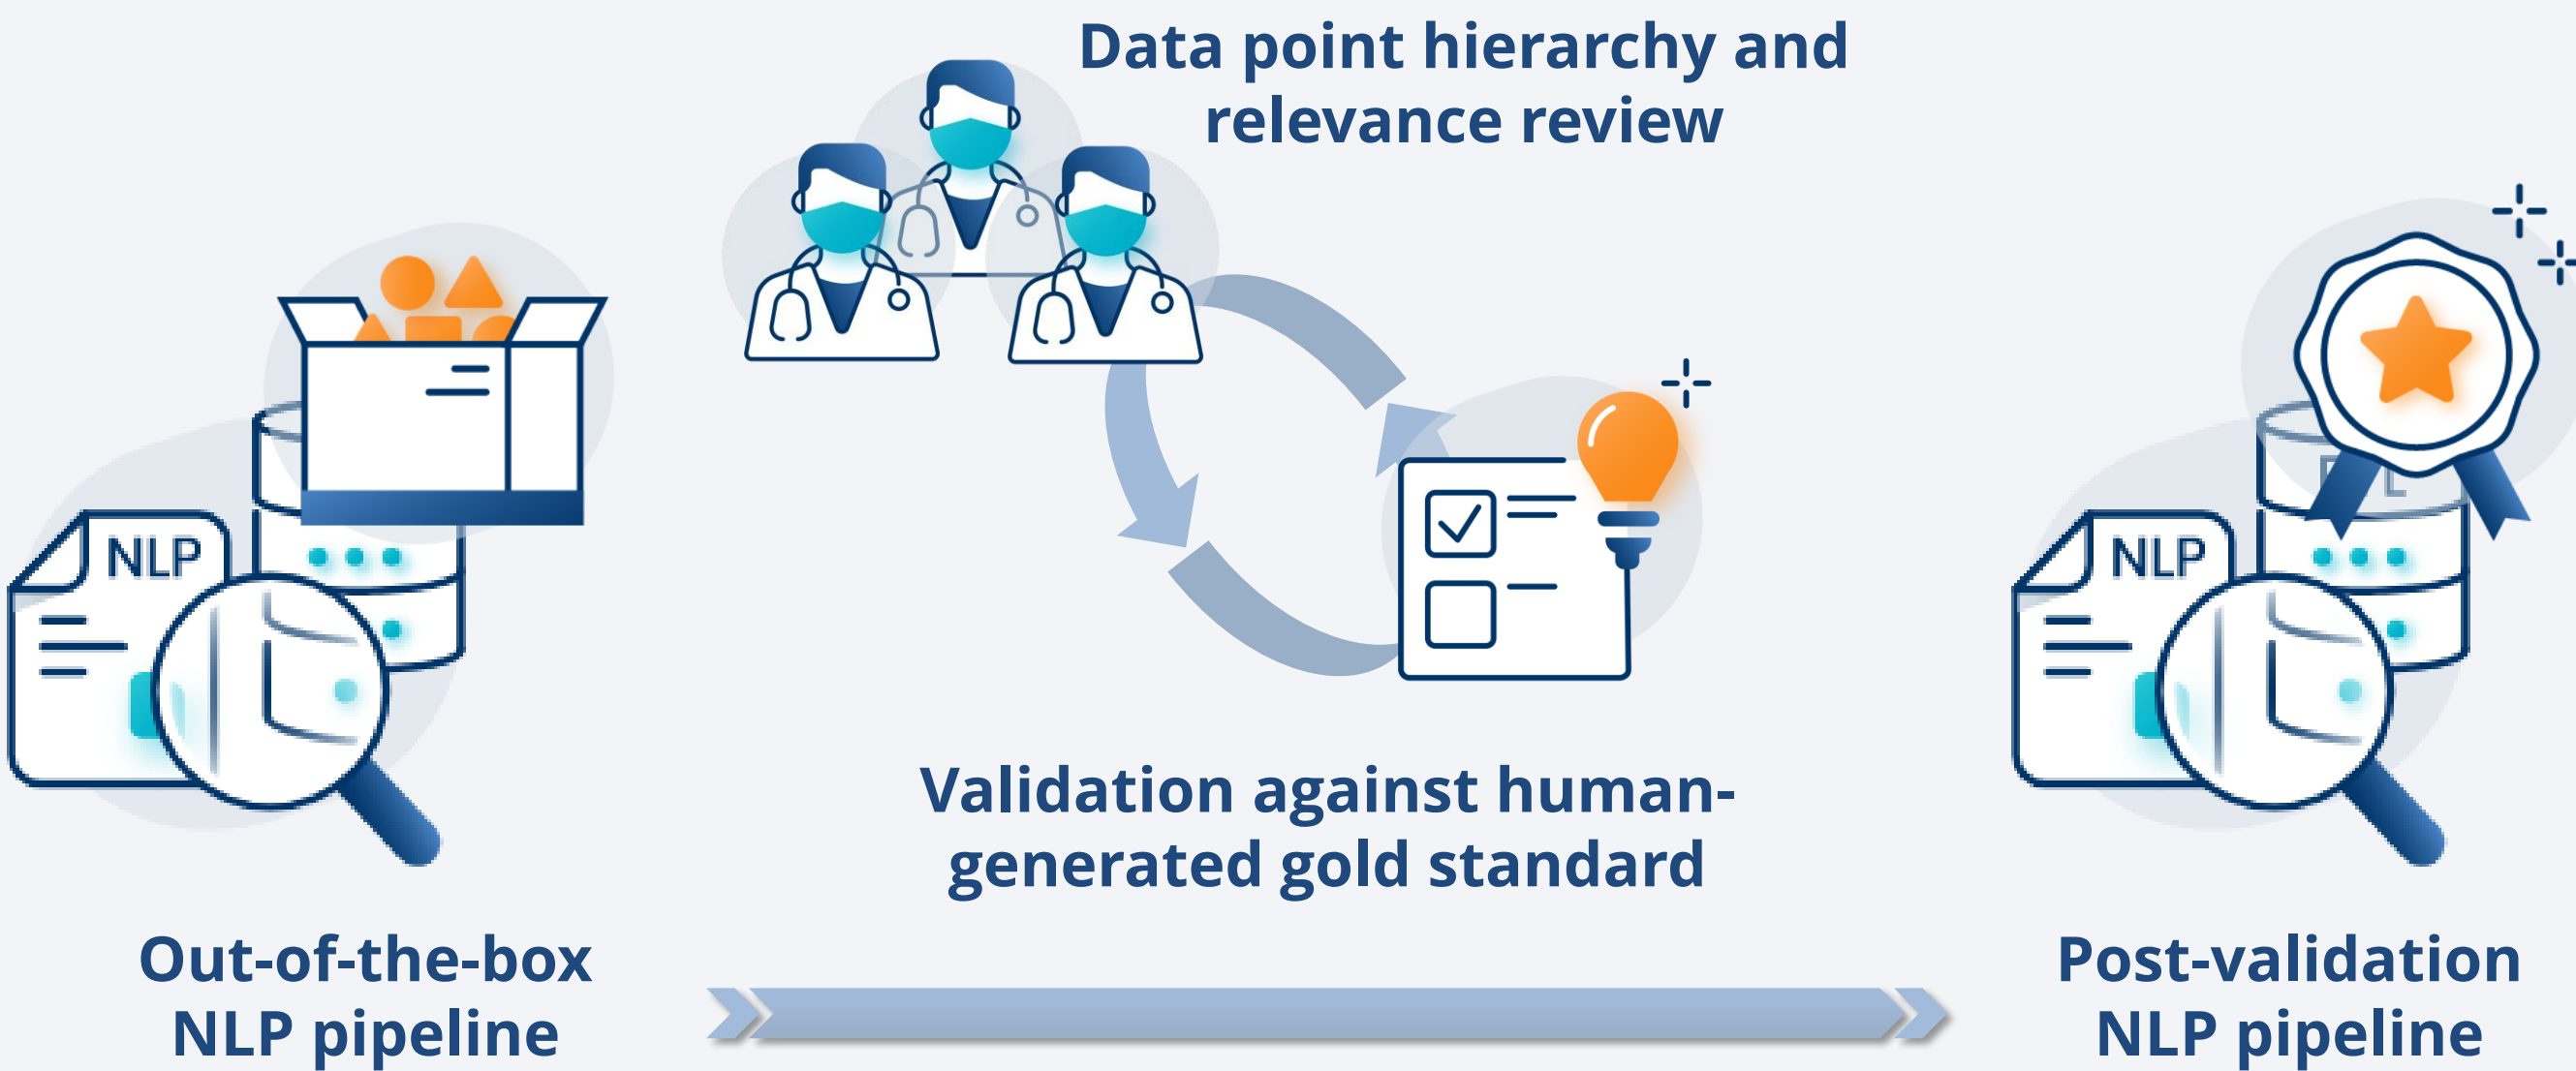 Data point hierarchy and
relevance review
NLP
NLP
Validation against human-
generated gold standard
Out-of-the-box
NLP pipeline
Post-validation
NLP pipeline